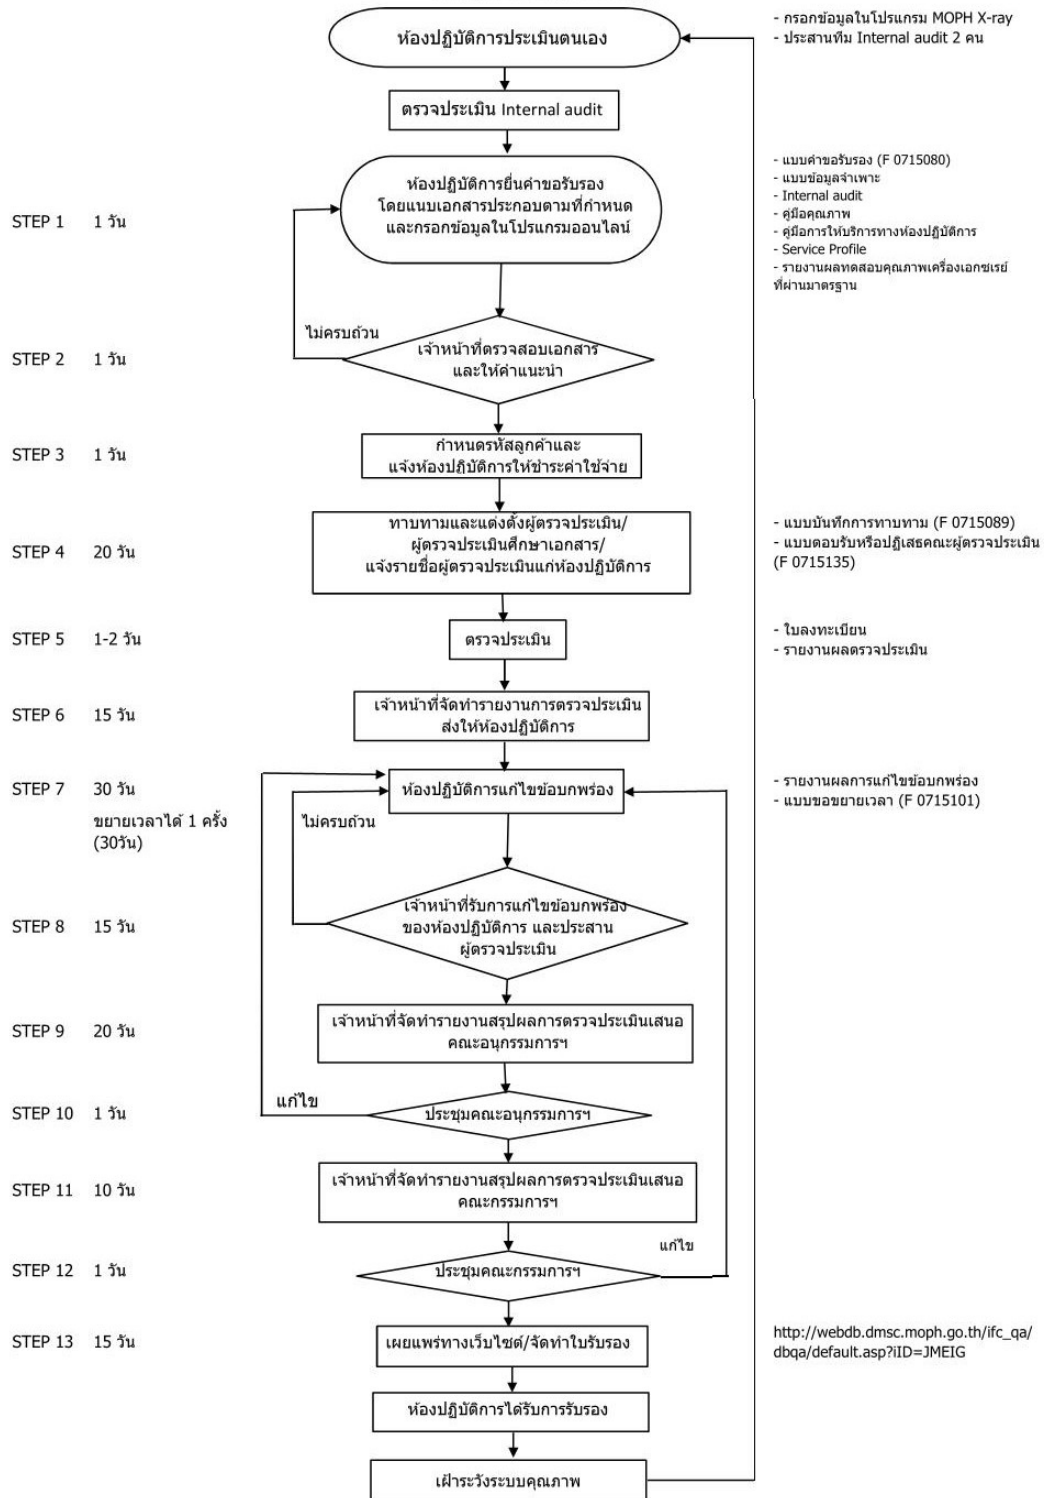 ห้องปฏิบัติการประเมินตนเอง
- กรอกข้อมูลในโปรแกรม MOPH X-ray
- ประสานทีม Internal audit 2 คน
ตรวจประเมิน Internal audit
STEP 1 1 วัน
ห้องปฏิบัติการยื่นคำขอรับรอง
โดยแนบเอกสารประกอบตามที่กำหนด
และกรอกข้อมูลในโปรแกรมออนไลน์
- แบบคำขอรับรอง (F 0715080)
- แบบข้อมูลจำเพาะ
- Internal audit
- คู่มือคุณภาพ
- คู่มือการให้บริการทางห้องปฏิบัติการ
- Service Profile
- รายงานผลทดสอบคุณภาพเครื่องเอกซเรย์
ที่ผ่านมาตรฐาน
ไม่ครบถ้วน
STEP 2 1 วัน
เจ้าหน้าที่ตรวจสอบเอกสาร
และให้คำแนะนำ
STEP 3 1 วัน
กำหนดรหัสลูกค้าและ
แจ้งห้องปฏิบัติการให้ชำระค่าใช้จ่าย
STEP 4 20 วัน
ทาบทามและแต่งตั้งผู้ตรวจประเมิน/
ผู้ตรวจประเมินศึกษาเอกสาร/
แจ้งรายชื่อผู้ตรวจประเมินแก่ห้องปฏิบัติการ
- แบบบันทึกการทาบทาม (F 0715089)
- แบบตอบรับหรือปฏิเสธคณะผู้ตรวจประเมิน
(F 0715135)
STEP 5 1-2 วัน
ตรวจประเมิน
- ใบลงทะเบียน
- รายงานผลตรวจประเมิน
STEP 6 15 วัน
เจ้าหน้าที่จัดทำรายงานการตรวจประเมิน
ส่งให้ห้องปฏิบัติการ
STEP 7 30 วัน
ขยายเวลาได้ 1 ครั้ง
(30วัน)
ห้องปฏิบัติการแก้ไขข้อบกพร่อง
- รายงานผลการแก้ไขข้อบกพร่อง
- แบบขอขยายเวลา (F 0715101)
ไม่ครบถ้วน
STEP 8 15 วัน
เจ้าหน้าที่รับการแก้ไขข้อบกพร่อง
ของห้องปฏิบัติการ และประสาน
ผู้ตรวจประเมิน
STEP 9 20 วัน
เจ้าหน้าที่จัดทำรายงานสรุปผลการตรวจประเมินเสนอ
คณะอนุกรรมการฯ
แก้ไข
STEP 10 1 วัน
ประชุมคณะอนุกรรมการฯ
STEP 11 10 วัน
เจ้าหน้าที่จัดทำรายงานสรุปผลการตรวจประเมินเสนอ
คณะกรรมการฯ
แก้ไข
STEP 12 1 วัน
ประชุมคณะกรรมการฯ
STEP 13 15 วัน
เผยแพร่ทางเว็บไซต์/จัดทำใบรับรอง
http://webdb.dmsc.moph.go.th/ifc_qa/
dbqa/default.asp?iID=JMEIG
ห้องปฏิบัติการได้รับการรับรอง
เฝ้าระวังระบบคุณภาพ